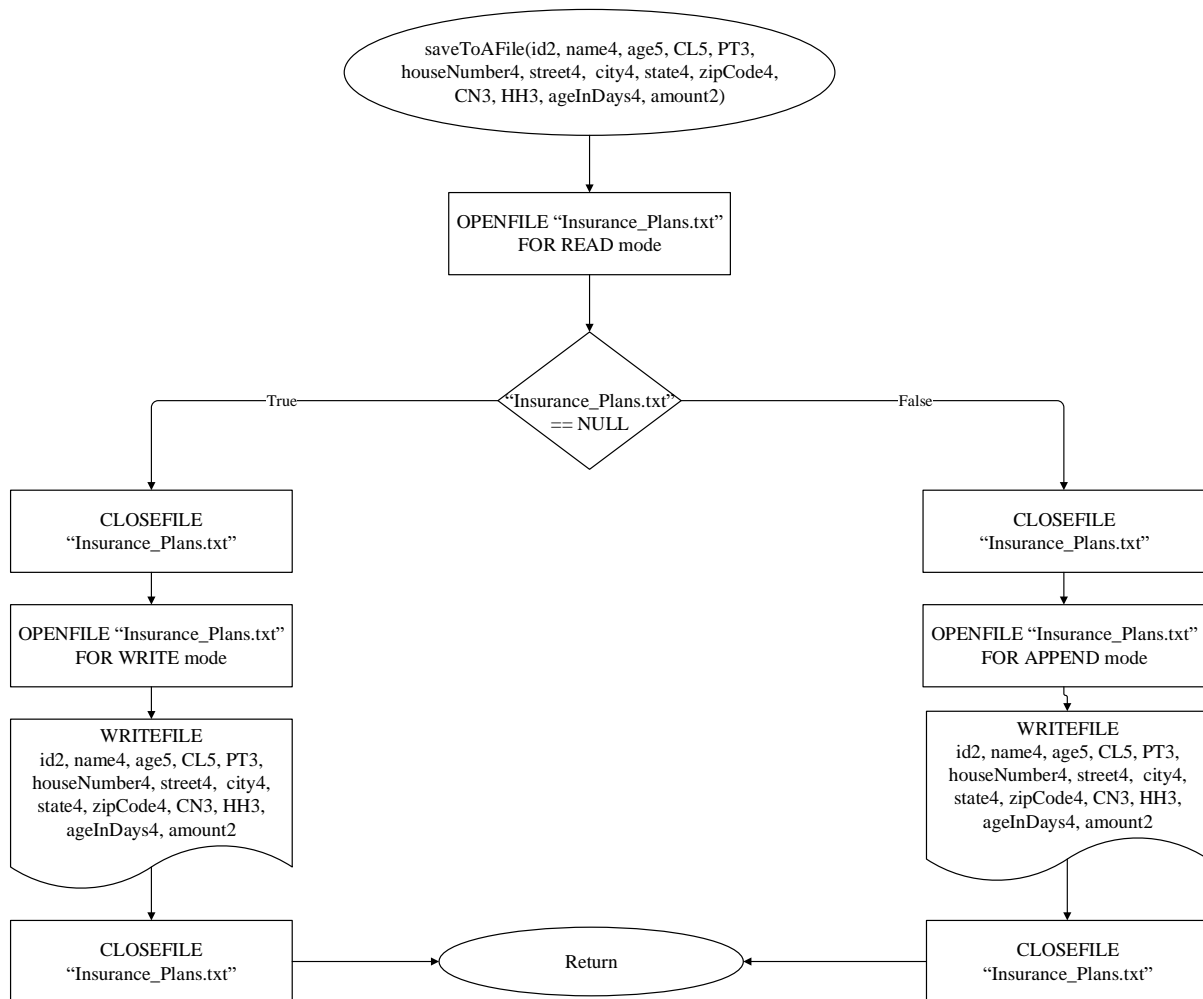 saveToAFile(id2, name4, age5, CL5, PT3,
houseNumber4, street4, city4, state4, zipCode4,
CN3, HH3, ageInDays4, amount2)
OPENFILE “Insurance_Plans.txt”
FOR READ mode
“Insurance_Plans.txt”
== NULL
True
False
CLOSEFILE
“Insurance_Plans.txt”
OPENFILE “Insurance_Plans.txt”
FOR WRITE mode
WRITEFILE
id2, name4, age5, CL5, PT3,
houseNumber4, street4, city4,
state4, zipCode4, CN3, HH3,
ageInDays4, amount2
CLOSEFILE
“Insurance_Plans.txt”
CLOSEFILE
“Insurance_Plans.txt”
OPENFILE “Insurance_Plans.txt”
FOR APPEND mode
WRITEFILE
id2, name4, age5, CL5, PT3,
houseNumber4, street4, city4,
state4, zipCode4, CN3, HH3,
ageInDays4, amount2
CLOSEFILE
“Insurance_Plans.txt”
Return